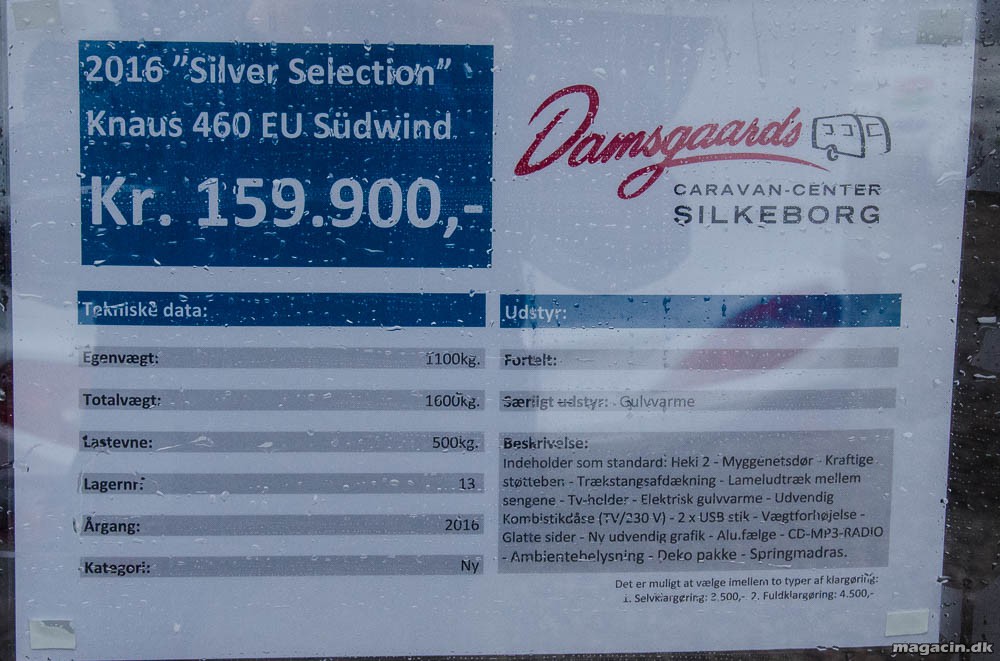 2016 ”Silver Selection”
Knaus 460 EU Südwind
Kr. 159.900,-
Damsgaards
CARAVAN-CENTER
SILKEBORG
Tekniske data:
Egenvægt: 1100kg.
Totalvægt: 1600kg.
Lastevne: 500kg.
Lagernr: 13
Årgang: 2016
Kategori: Ny
Udstyr:
Fortelt:
Særligt udstyr: Gulvvarme
Beskrivelse:
Indeholder som standard: Heki 2 - Myggenetsdør - Kraftige
støtteben - Trækstangsafdækning - Lameludtræk mellem
sengene - Tv-holder - Elektrisk gulvvarme - Udvendig
Kombistikdåse (TV/230 V) - 2 x USB stik - Vægtforhøjelse -
Glatte sider - Ny udvendig grafik - Alu.fælge - CD-MP3-RADIO
- Ambientebelysning - Deko pakke - Springmadras.
Det er muligt at vælge imellem to typer af klargøring:
1. Selvklargøring: 2.500,- 2. Fuldklargøring: 4.500,-
magacin.dk